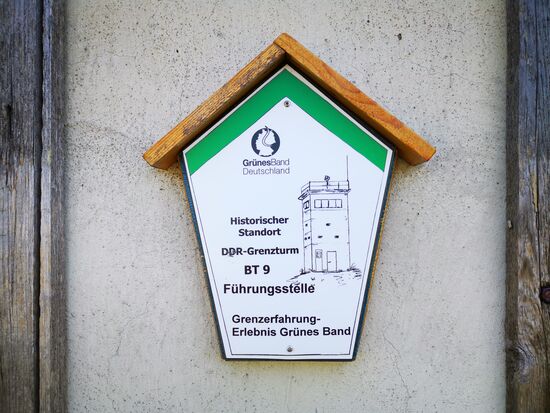 GrünesBand
Deutschland
Historischer
Standort
DDR-Grenzturm
BT 9
Führungsstelle
Grenzerfahrung-
Erlebnis Grünes Band